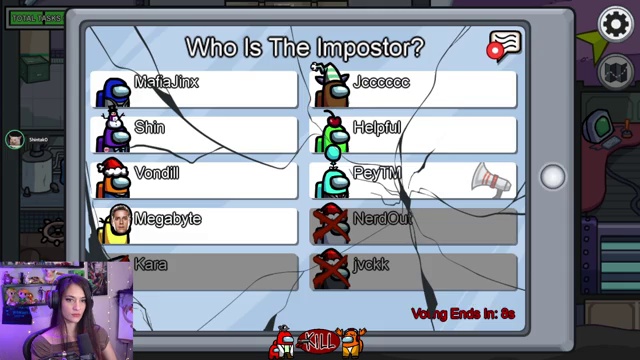 TOTAL TASKS
Who Is The Impostor?
MafiaJinx
Jcccccc
Shin
Helpful
ShintakO
Vondill
PeyTM
Megabyte
NerdOut
Kara
jvckk
Voting Ends In: 8s
KILL